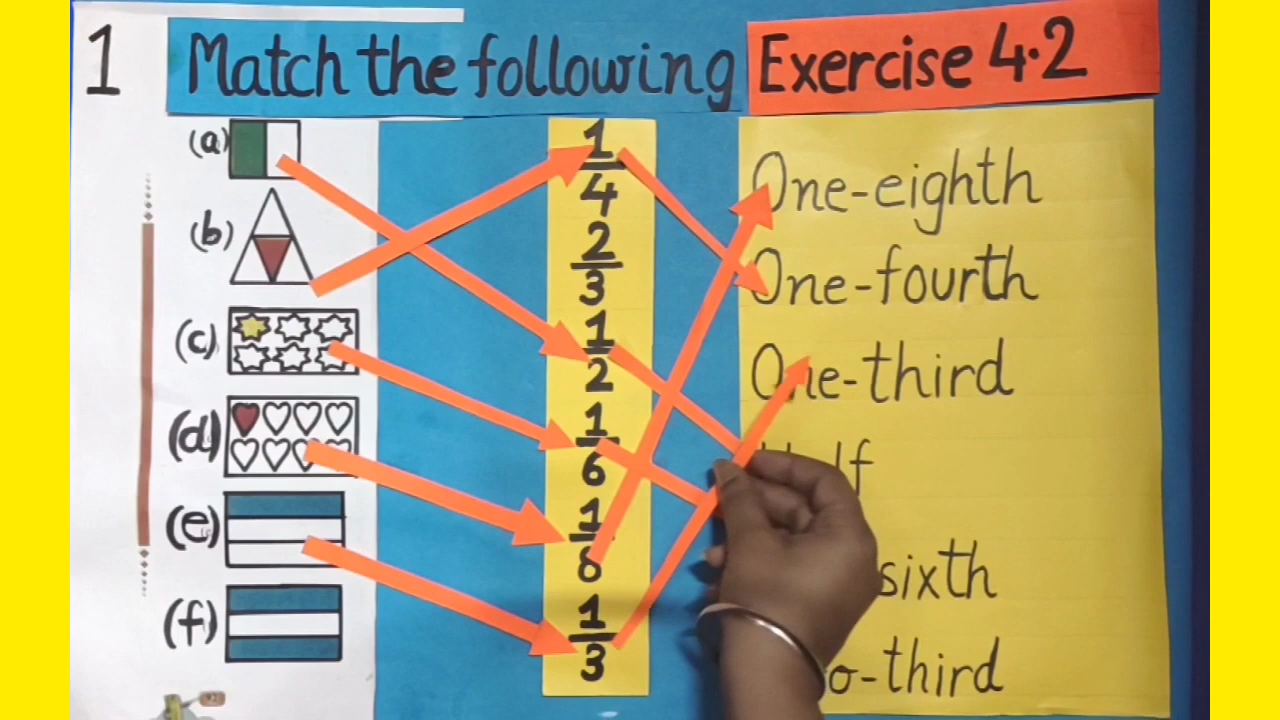 1 Match the following Exercise 4.2
(a)
(b)
(c)
(d)
(e)
(f)
1/4
2/3
1/2
1/6
1/8
1/3
One-eighth
One-fourth
One-third
sixth
o-third